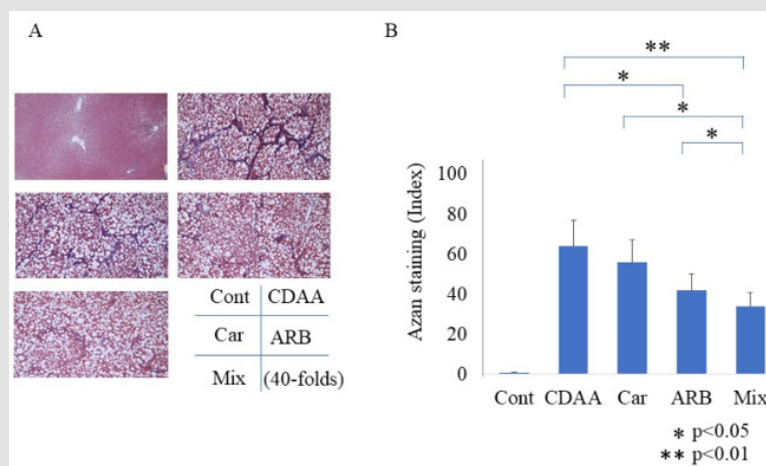 A
Cont CDAA
Car ARB
Mix (40-folds)
B
**
*
*
*
Azan staining (Index)
100
80
60
40
20
0
Cont CDAA Car ARB Mix
* p<0.05
** p<0.01